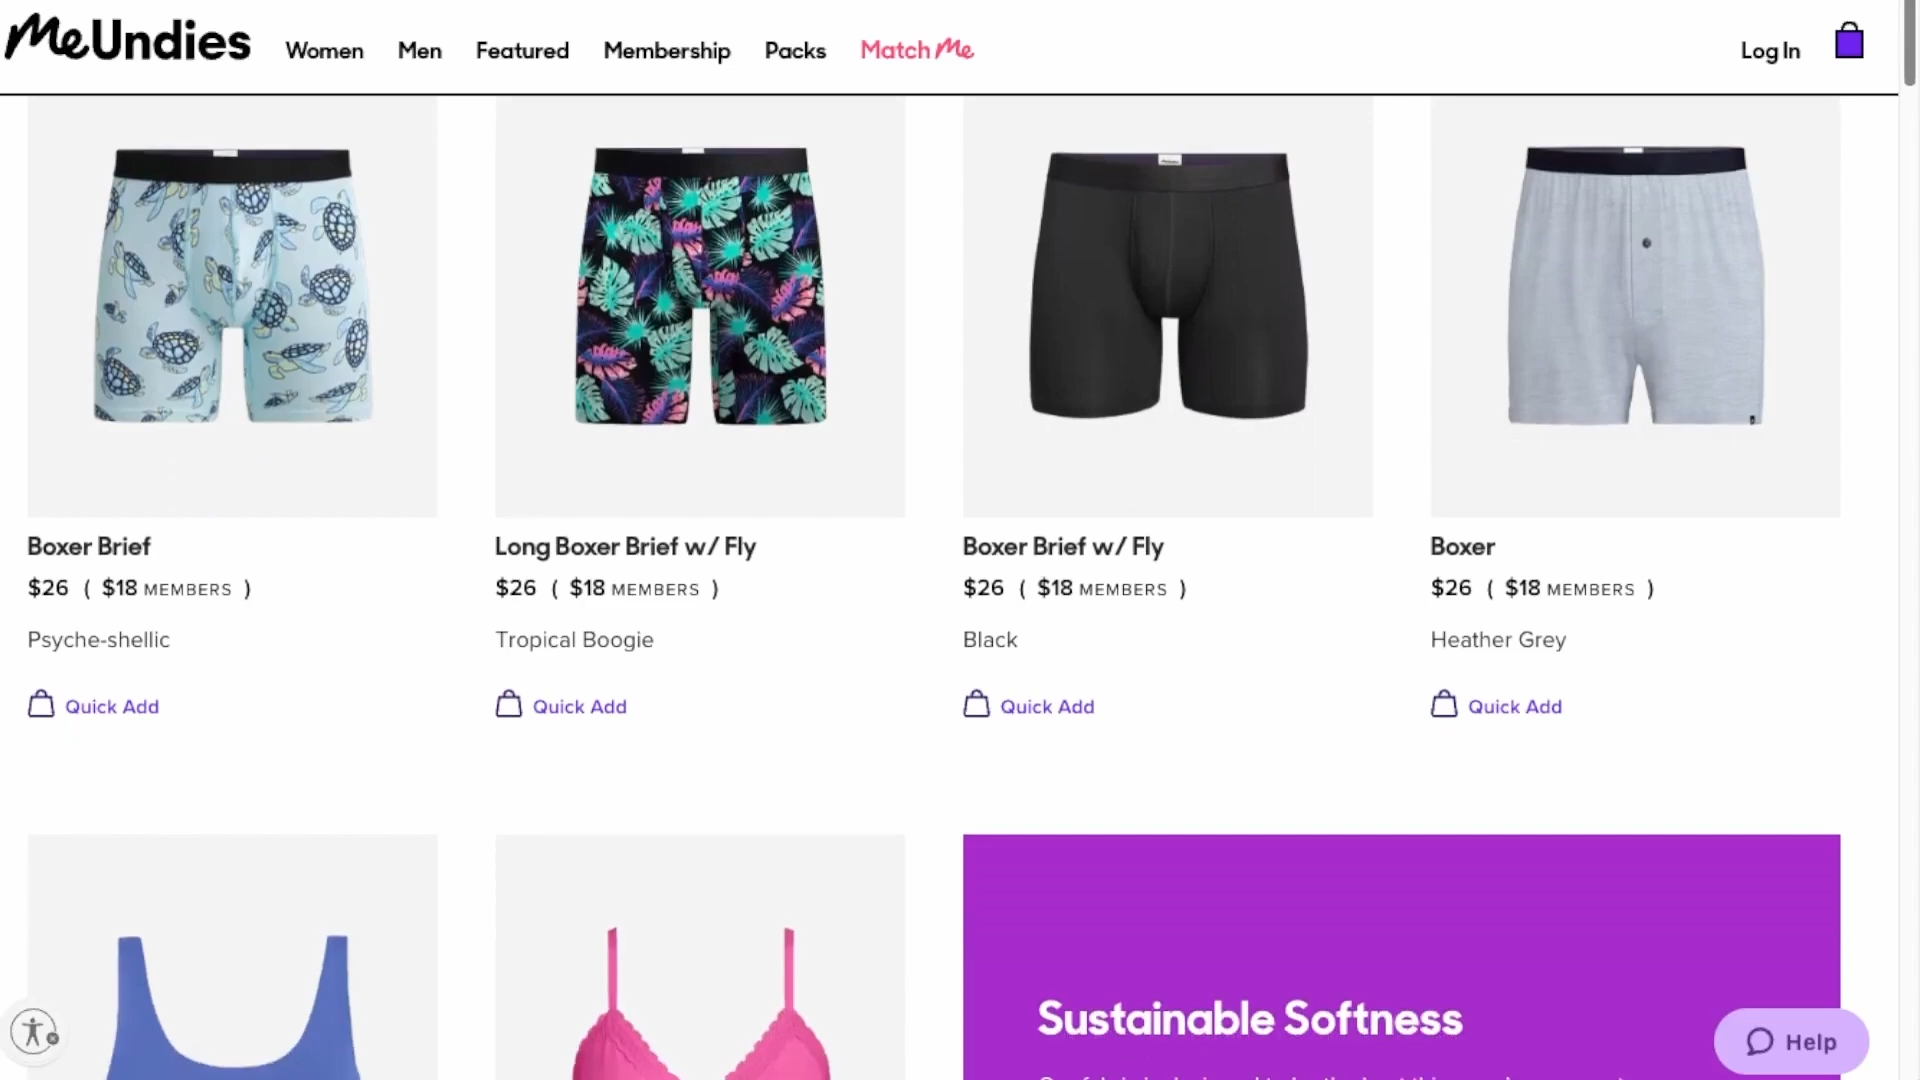 MeUndies Women Men Featured Membership Packs Match Me Log In
Boxer Brief
$26 ( $18 MEMBERS )
Psyche-shellic
Quick Add
Long Boxer Brief w/ Fly
$26 ( $18 MEMBERS )
Tropical Boogie
Quick Add
Boxer Brief w/ Fly
$26 ( $18 MEMBERS )
Black
Quick Add
Boxer
$26 ( $18 MEMBERS )
Heather Grey
Quick Add
Sustainable Softness
Help